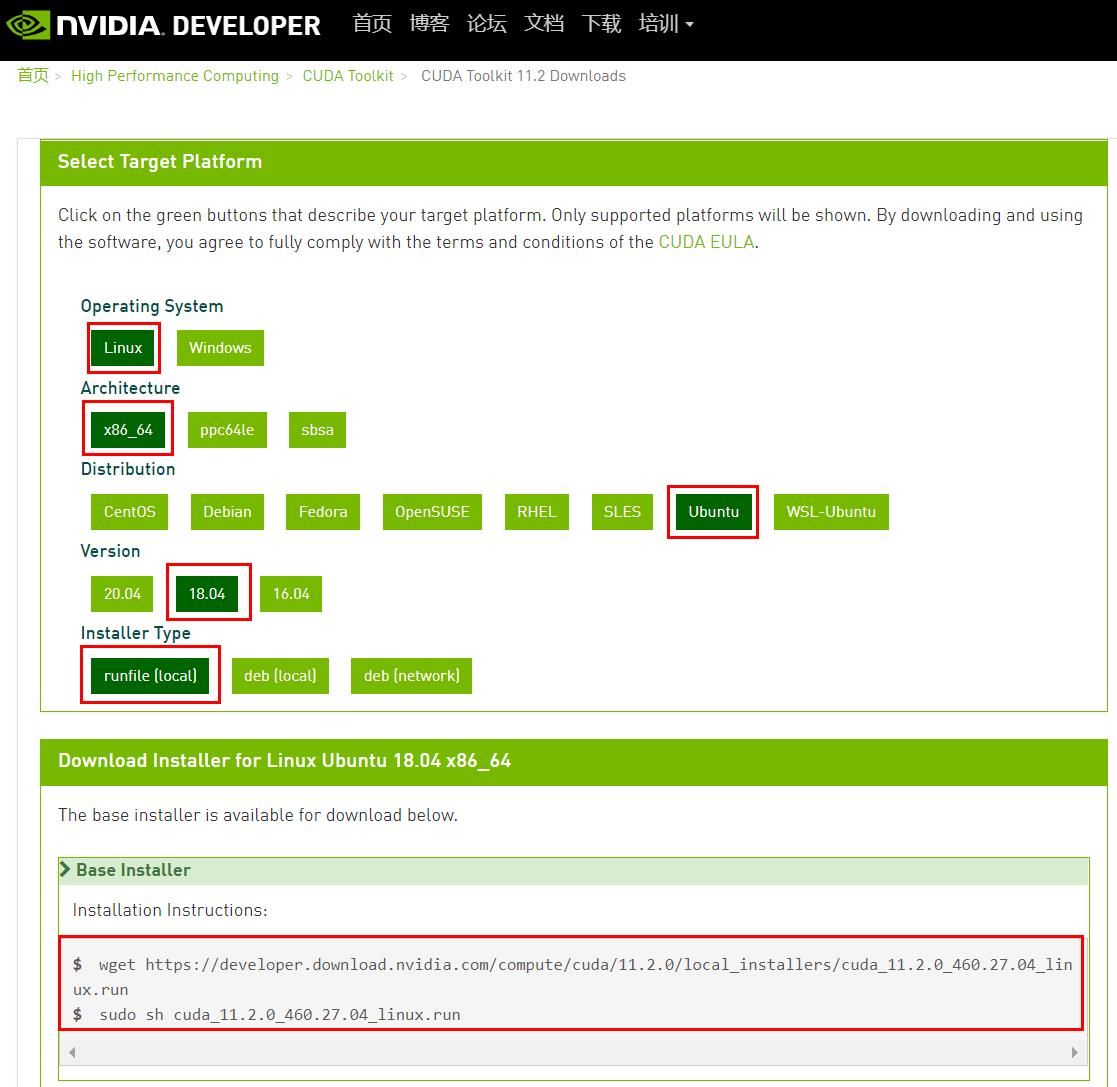 NVIDIA. DEVELOPER 首页 博客 论坛 文档 下载 培训
首页 > High Performance Computing > CUDA Toolkit > CUDA Toolkit 11.2 Downloads
Select Target Platform
Click on the green buttons that describe your target platform. Only supported platforms will be shown. By downloading and using
the software, you agree to fully comply with the terms and conditions of the CUDA EULA.
Operating System
Linux Windows
Architecture
x86_64 ppc64le sbsa
Distribution
CentOS Debian Fedora OpenSUSE RHEL SLES Ubuntu WSL-Ubuntu
Version
20.04 18.04 16.04
Installer Type
runfile (local) deb (local) deb (network)
Download Installer for Linux Ubuntu 18.04 x86_64
The base installer is available for download below.
Base Installer
Installation Instructions:
$ wget https://developer.download.nvidia.com/compute/cuda/11.2.0/local_installers/cuda_11.2.0_460.27.04_lin
ux.run
$ sudo sh cuda_11.2.0_460.27.04_linux.run